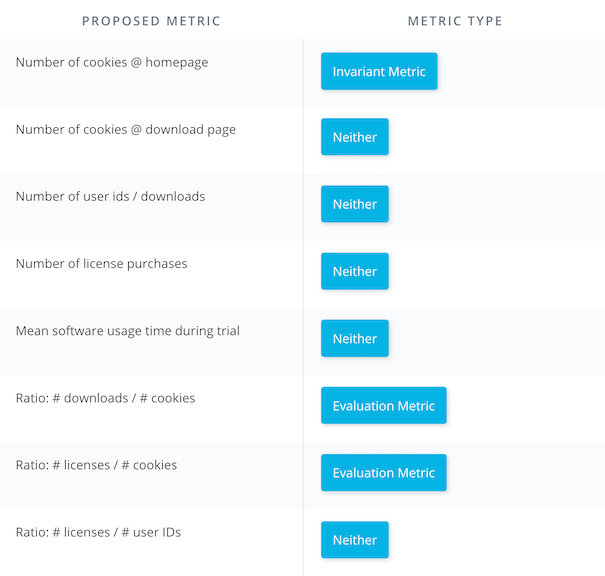 PROPOSED METRIC METRIC TYPE
Number of cookies @ homepage Invariant Metric
Number of cookies @ download page Neither
Number of user ids / downloads Neither
Number of license purchases Neither
Mean software usage time during trial Neither
Ratio: # downloads / # cookies Evaluation Metric
Ratio: # licenses / # cookies Evaluation Metric
Ratio: # licenses / # user IDs Neither